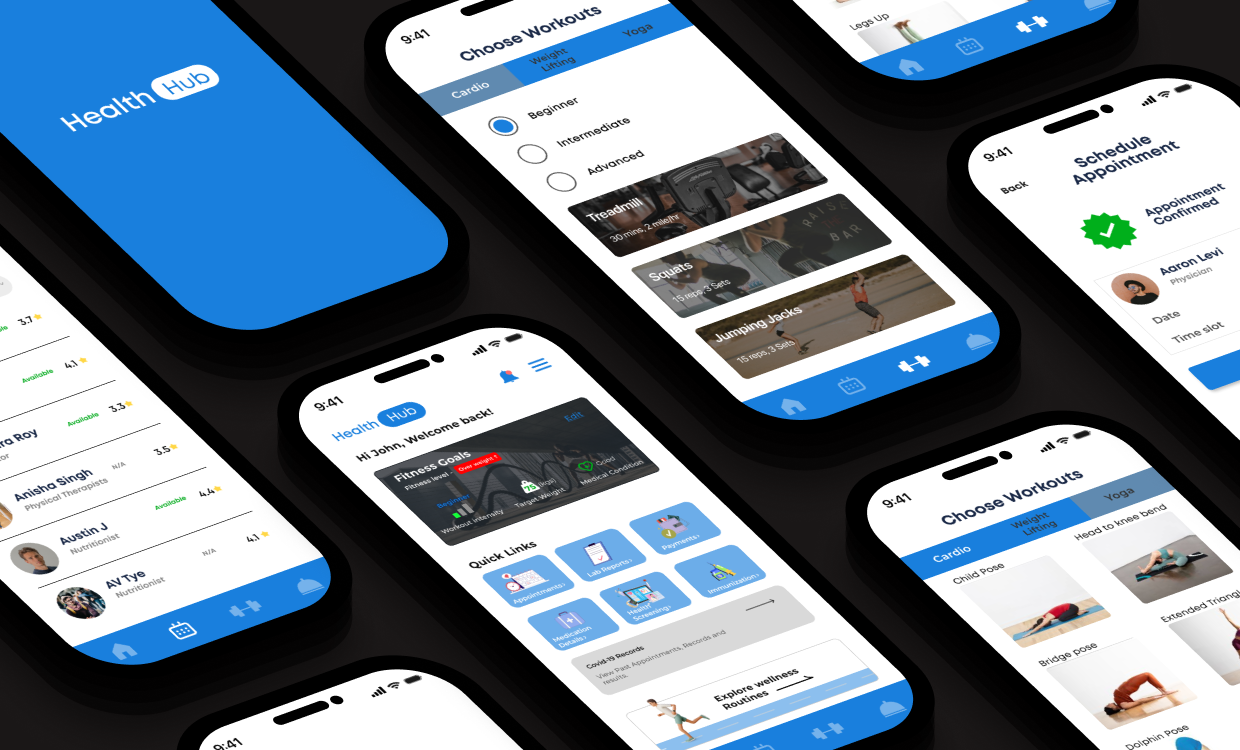 Health Hub
9:41
Choose Workouts
Cardio
Weight
Lifting
Yoga
Beginner
Intermediate
Advanced
Treadmill
30 mins, 2 mile/hr
RAISE
BAR
Squats
15 reps, 3 Sets
Jumping Jacks
15 reps, 3 Sets
Legs Up
9:41
Back
Schedule
Appointment
Appointment
Confirmed
Aaron Levi
Physician
Date
Time slot
3.7
Available
4.1
Roy
Available
3.3
Anisha Singh
Physical Therapists
N/A
3.5
Austin J
Nutritionist
Available
4.4
AV Tye
Nutritionist
N/A
4.1
9:41
Health Hub
Hi John, Welcome back!
Fitness Goals
Edit
Fitness level -
Over weight ↑
Beginner
Workout Intensity
75 (kgs)
Target Weight
Good
Medical Condition
Quick Links
Appointments>
Lab Reports>
Payments>
Medication
Details>
Health
Screening>
Immunization>
Covid-19 Records
View Past Appointments, Records and
results.
Explore wellness
Routines
9:41
Choose Workouts
Cardio
Weight
Lifting
Yoga
Child Pose
Head to knee bend
Bridge pose
Extended
Dolphin Pose
9:41